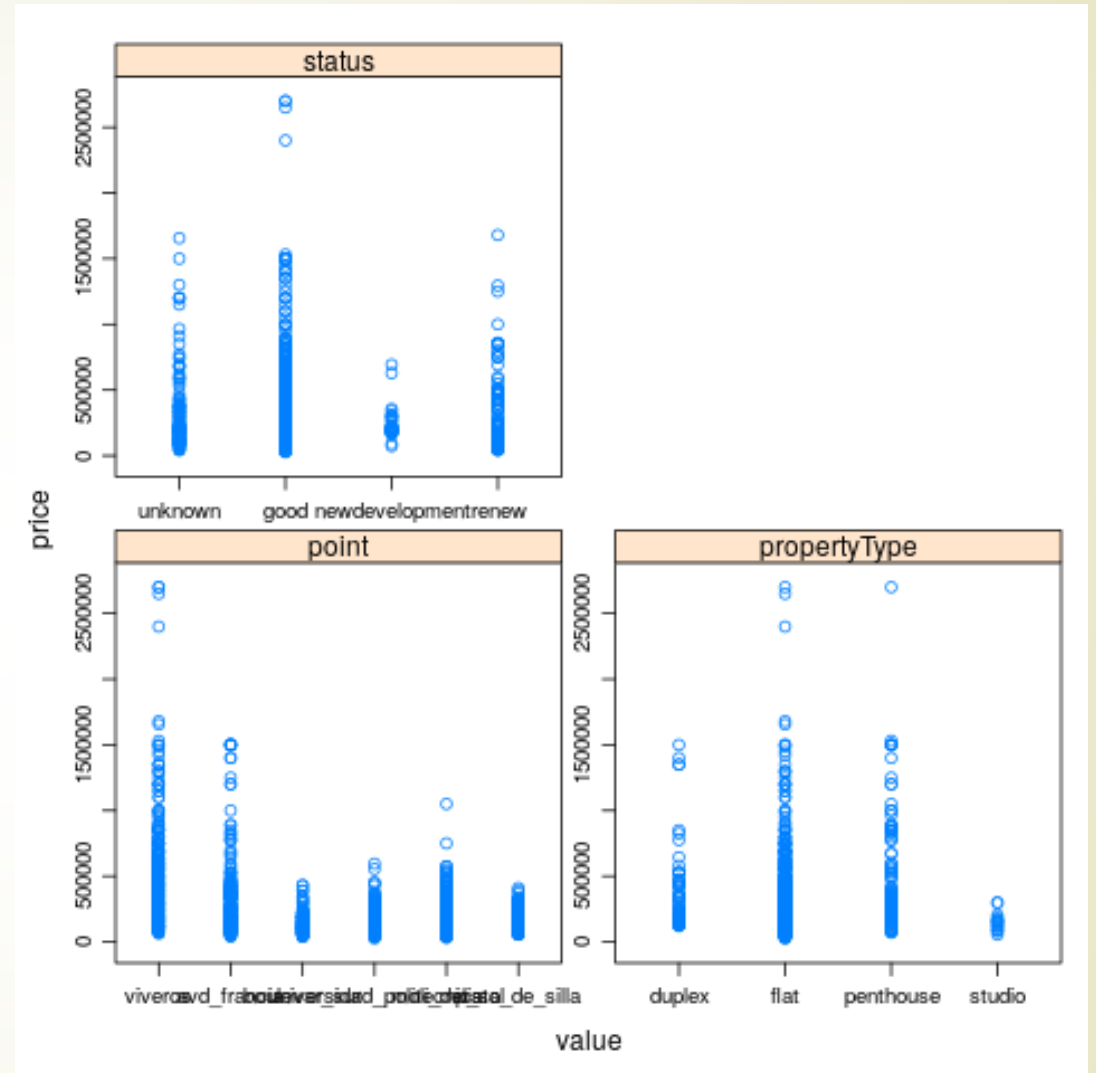 status
2500000
1500000
500000
0
unknown good newdevelopmentrenew
price
point
propertyType
2500000
1500000
500000
0
2500000
1500000
500000
0
viveros
duplex flat penthouse studio
value